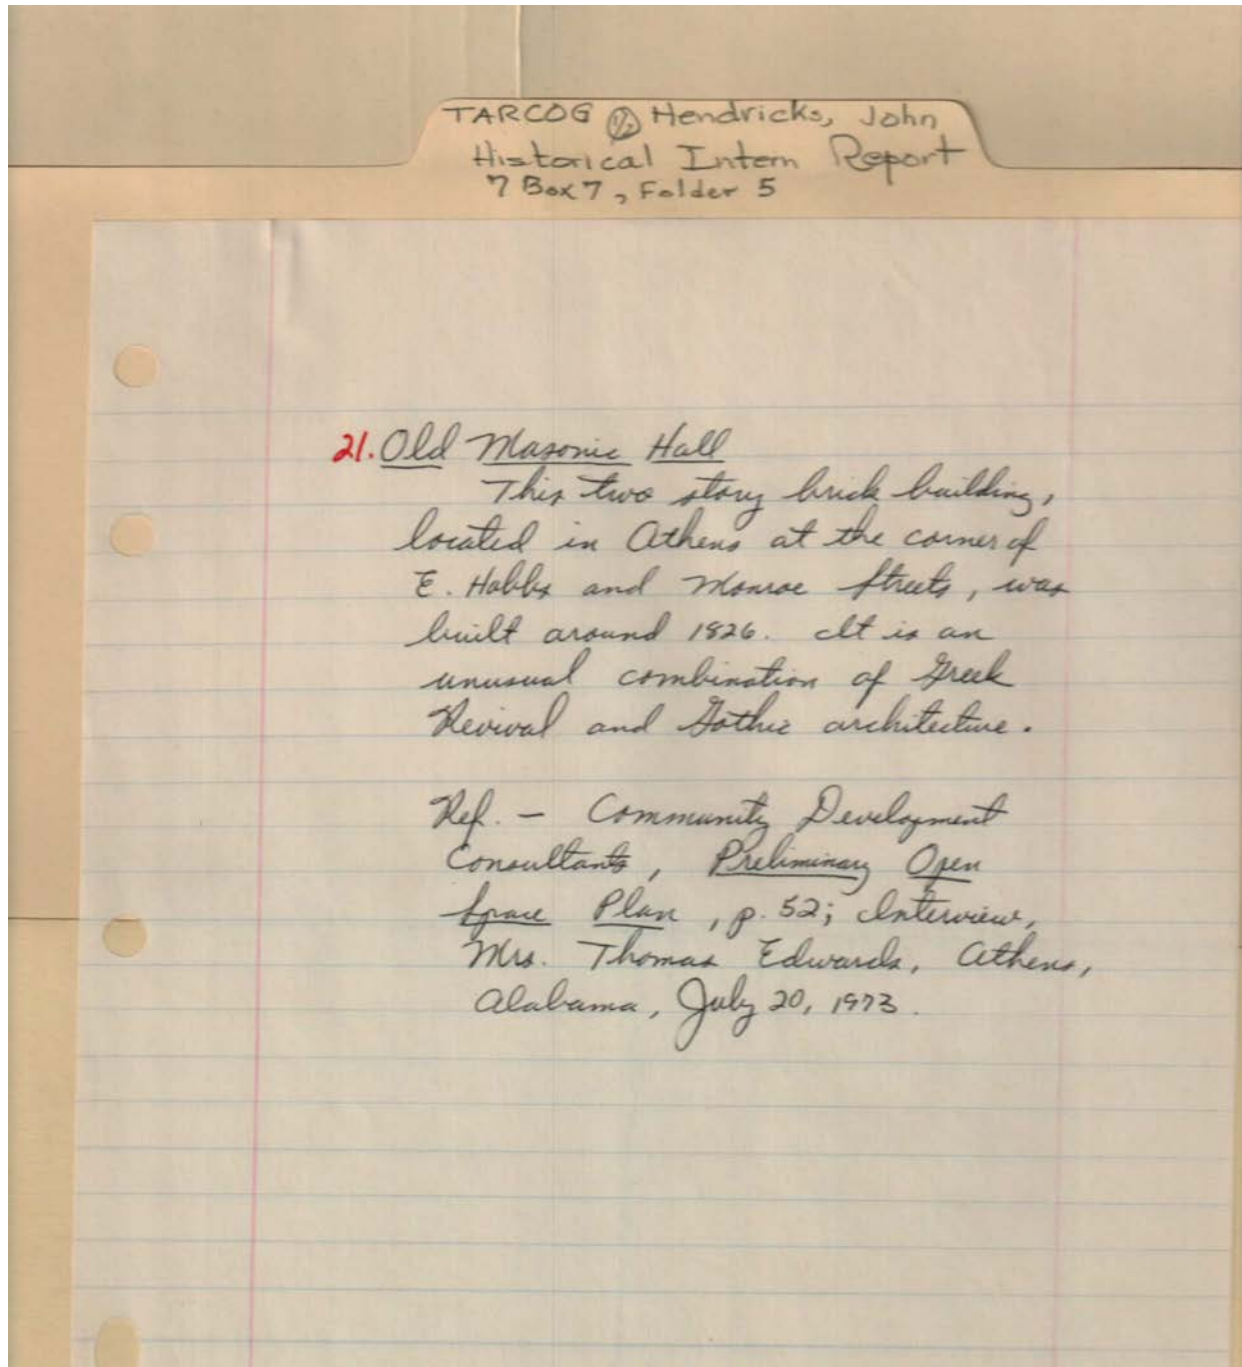 TARCOG 1/2 Hendricks, John
Historical Intern Report
7 Box 7, Folder 5
21. Old Masonic Hall
This two story brick building,
located in Athens at the corner of
E. Hobbs and Monroe Streets, was
built around 1826. It is an
unusual combination of Greek
Revival and Gothic architecture.
Ref. - Community Development
Consultants, Preliminary Open
Space Plan, p. 52; Interview,
Mrs. Thomas Edwards, Athens,
Alabama, July 20, 1973.